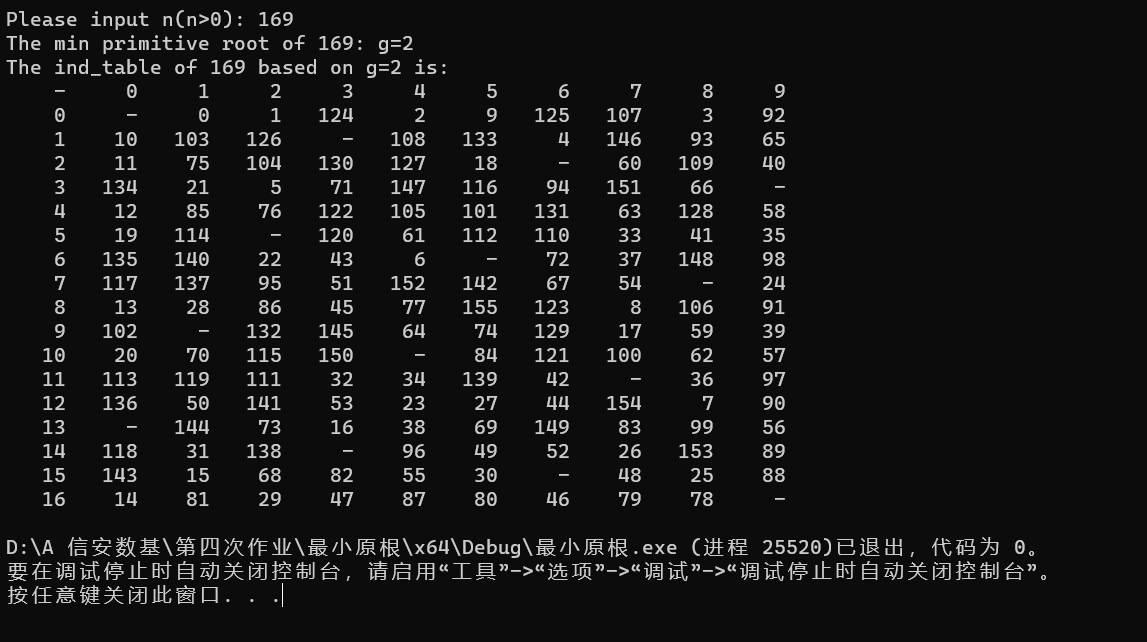 Please input n(n>0): 169
The min primitive root of 169: g=2
The ind_table of 169 based on g=2 is:
- 0 1 2 3 4 5 6 7 8 9
0 - 0 1 124 2 9 125 107 3 92
1 10 103 126 - 108 133 4 146 93 65
2 11 75 104 130 127 18 - 60 109 40
3 134 21 5 71 147 116 94 151 66 -
4 12 85 76 122 105 101 131 63 128 58
5 19 114 - 120 61 112 110 33 41 35
6 135 140 22 43 6 - 72 37 148 98
7 117 137 95 51 152 142 67 54 - 24
8 13 28 86 45 77 155 123 8 106 91
9 102 - 132 145 64 74 129 17 59 39
10 20 70 115 150 - 84 121 100 62 57
11 113 119 111 32 34 139 42 - 36 97
12 136 50 141 53 23 27 44 154 7 90
13 - 144 73 16 38 69 149 83 99 56
14 118 31 138 - 96 49 52 26 153 89
15 143 15 68 82 55 30 - 48 25 88
16 14 81 29 47 87 80 46 79 78 -
D:\A 信安数基\第四次作业\最小原根\x64\Debug\最小原根.exe (进程 25520)已退出，代码为 0。
要在调试停止时自动关闭控制台，请启用“工具”->“选项”->“调试”->“调试停止时自动关闭控制台”。
按任意键关闭此窗口. . .